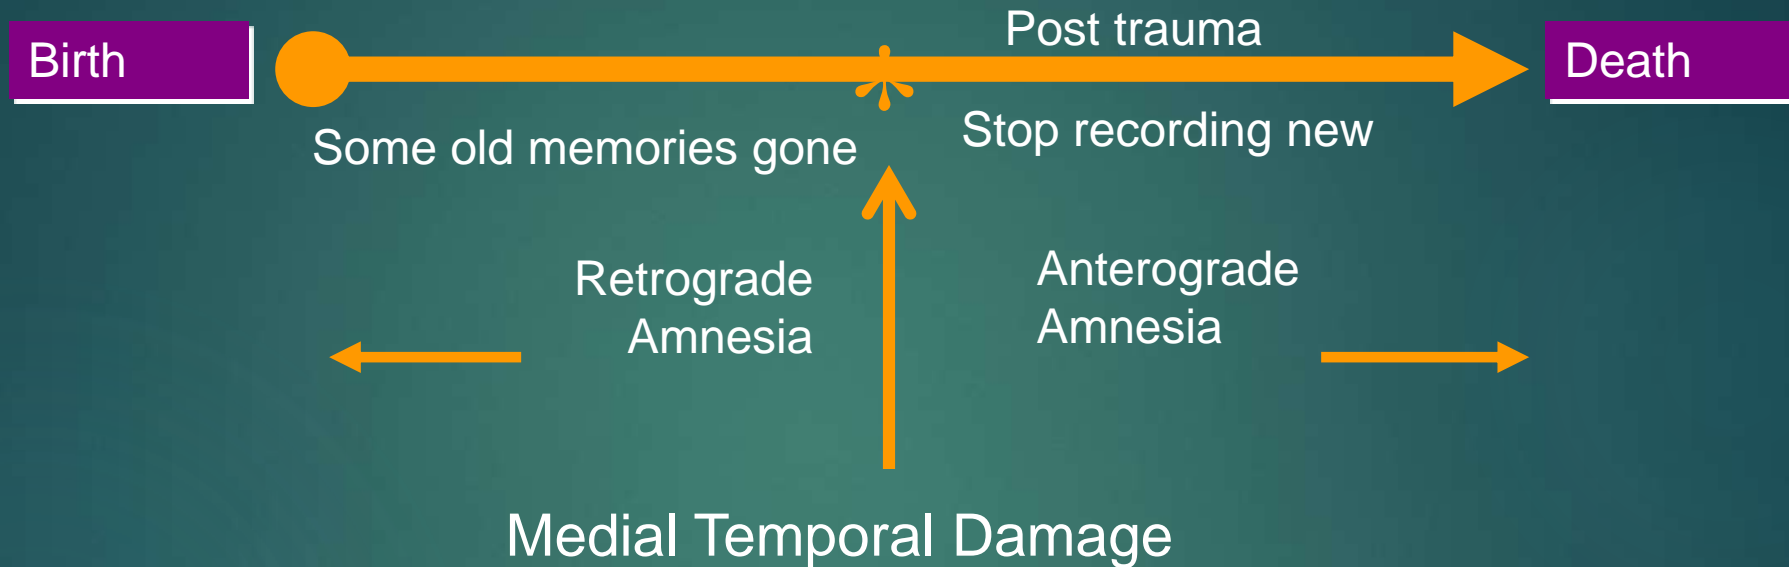 Birth
Post trauma
Death
Some old memories gone
Stop recording new
Retrograde
Amnesia
Anterograde
Amnesia
Medial Temporal Damage